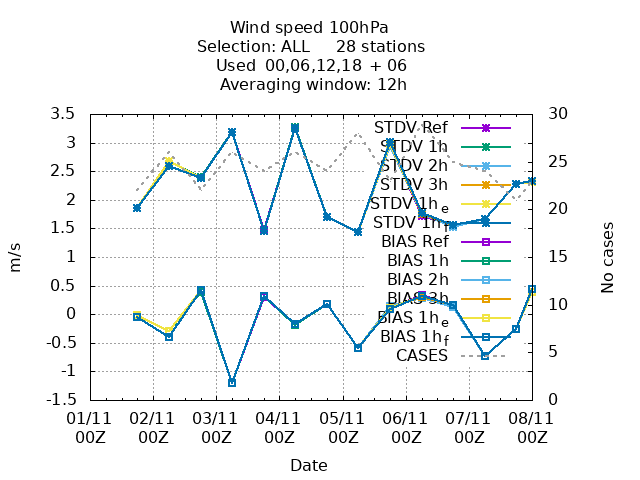 Wind speed 100hPa
Selection: ALL 28 stations
Used 00,06,12,18 + 06
Averaging window: 12h
3.5
3
2.5
2
1.5
1
0.5
0
-0.5
-1
-1.5
m/s
30
25
20
15
10
5
0
No cases
STDV Ref
STDV 1h
STDV 2h
STDV 3h
STDV 1he
STDV 1hf
BIAS Ref
BIAS 1h
BIAS 2h
BIAS 3h
BIAS 1he
BIAS 1hf
CASES
01/11 02/11 03/11 04/11 05/11 06/11 07/11 08/11
00Z 00Z 00Z 00Z 00Z 00Z 00Z 00Z
Date